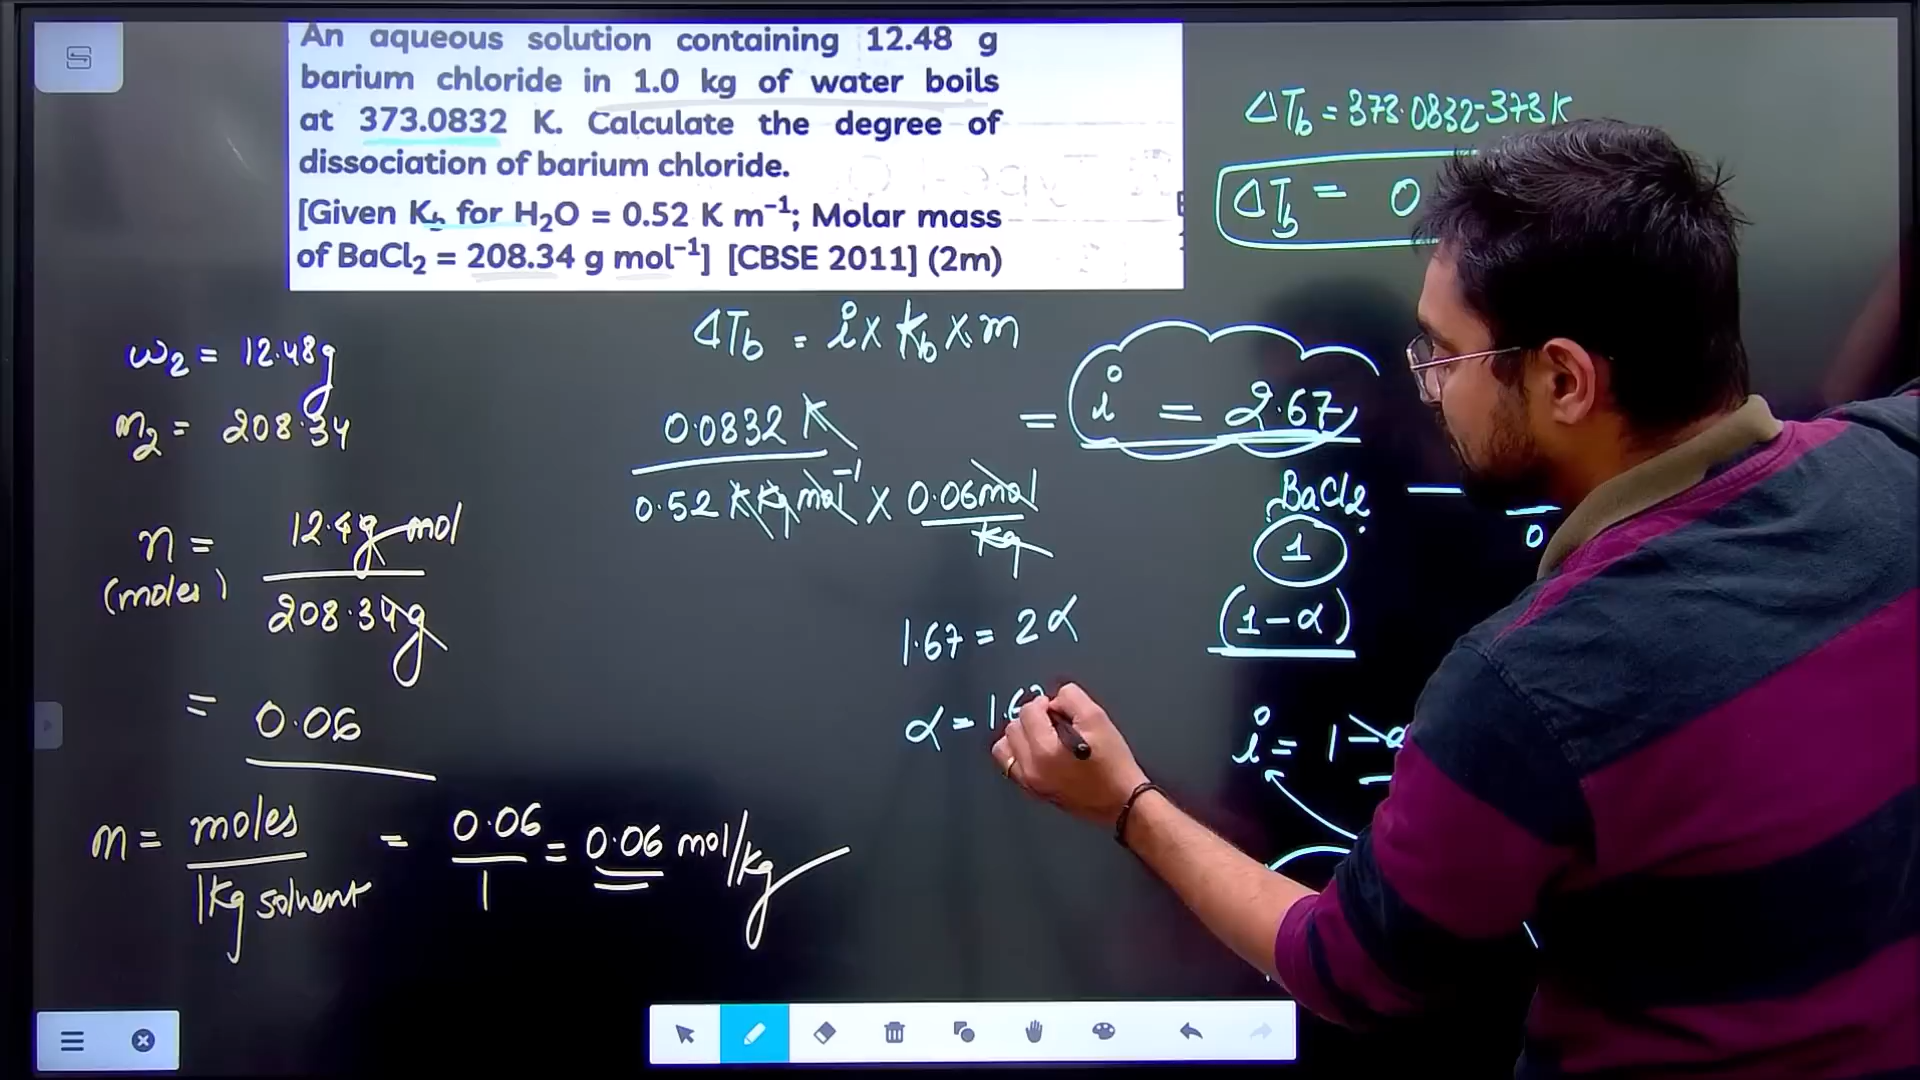 An aqueous solution containing 12.48 g
barium chloride in 1.0 kg of water boils
at 373.0832 K. Calculate the degree of
dissociation of barium chloride.
[Given Kb for H2O = 0.52 K m⁻¹; Molar mass
of BaCl2 = 208.34 g mol⁻¹] [CBSE 2011] (2m)
ΔTb = 373.0832-373K
ΔTb = 0
ΔTb = i x Kb x m
w2 = 12.48g
m2 = 208.34
0.0832 K
0.52 K Kg mol⁻¹ x 0.06 mol
kg
= i = 2.67
n = 12.4g mol
(moles) 208.34g
= 0.06
BaCl2 —
1
0
(1-α)
1.67 = 2α
α = 1.6
i = 1-α
m = moles = 0.06 = 0.06 mol/kg
1kg solvent 1